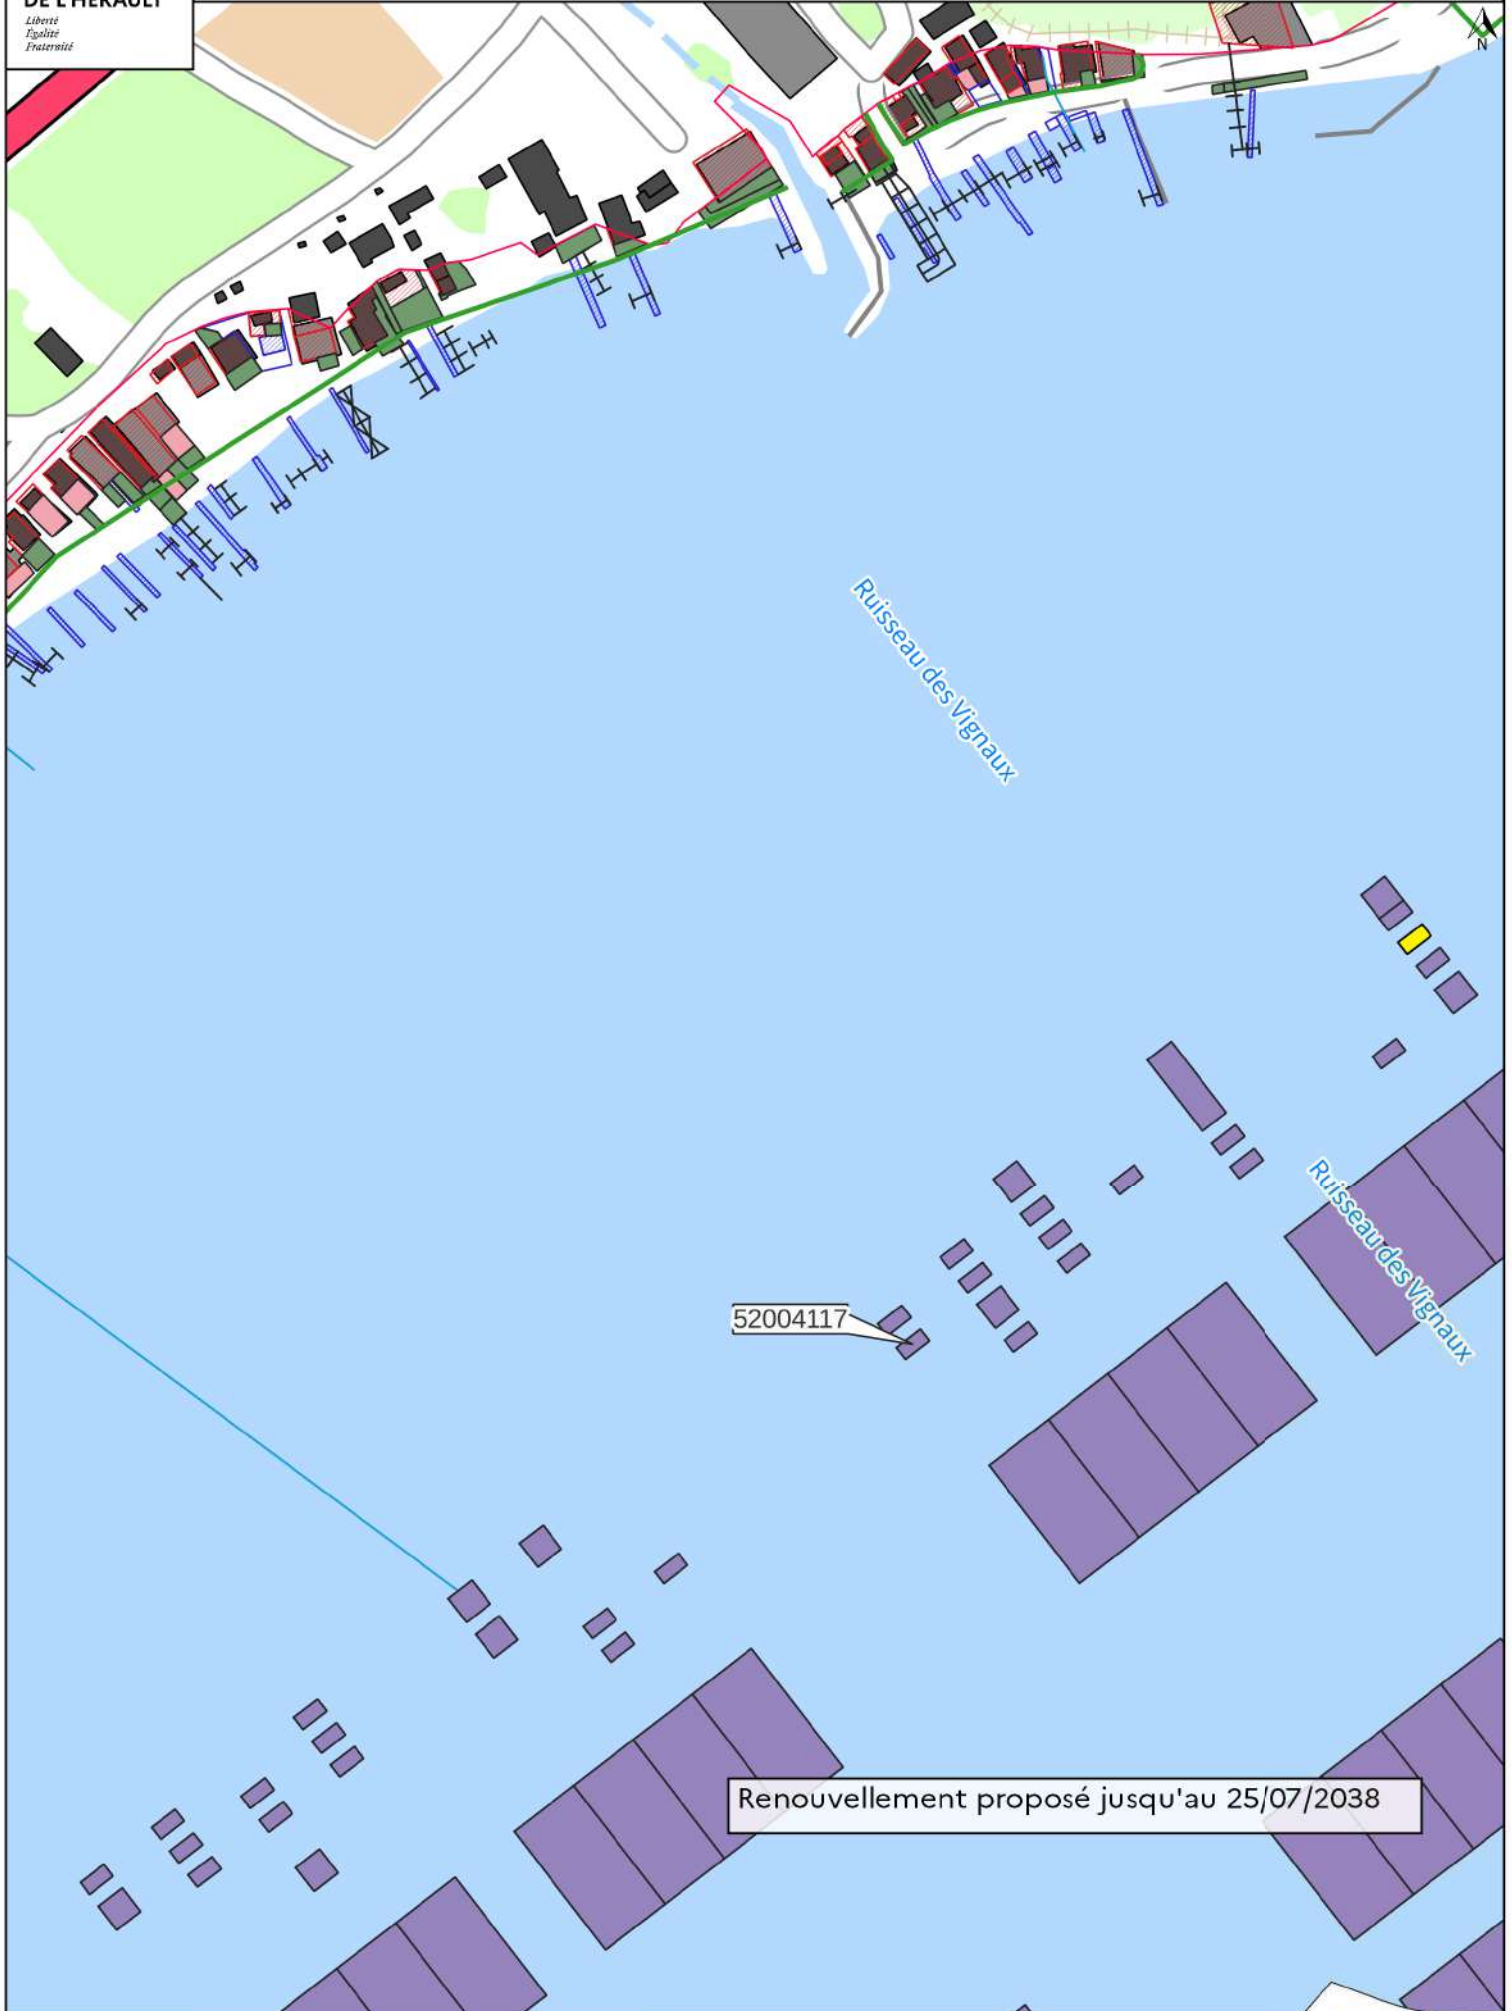 DE L'HÉRAULT
Liberté
Égalité
Fraternité
N
Ruisseau des Vignaux
Ruisseau des Vignaux
52004117
Renouvellement proposé jusqu'au 25/07/2038